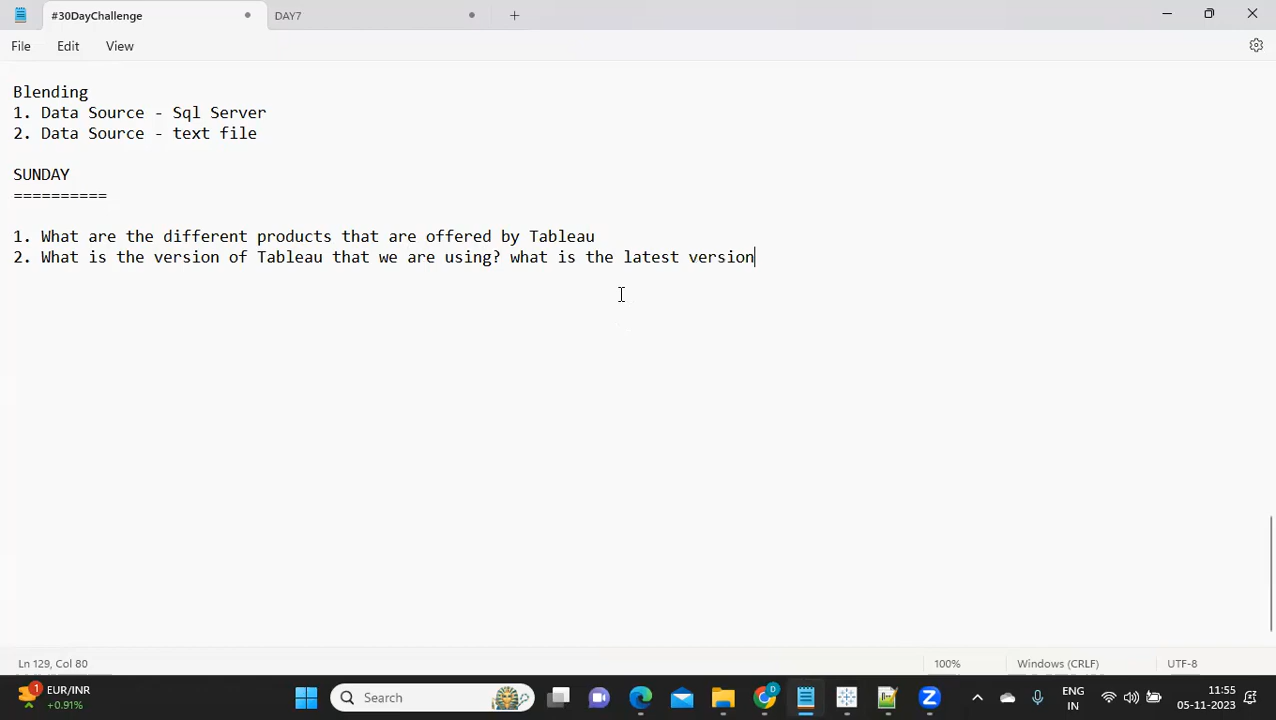 #30DayChallenge
DAY7
File Edit View
Blending
1. Data Source - Sql Server
2. Data Source - text file
SUNDAY
==========
1. What are the different products that are offered by Tableau
2. What is the version of Tableau that we are using? what is the latest version
Ln 129, Col 80
100%
Windows (CRLF)
UTF-8
1
EUR/INR
+0.91%
Search
D
ENG
IN
11:55
05-11-2023